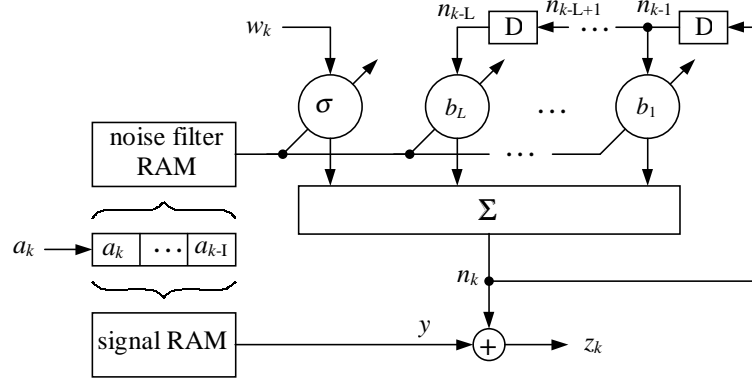 w_k n_{k-L} D n_{k-L+1} ... n_{k-1} D
σ b_L ... b_1
noise filter
RAM
...
Σ
a_k a_k ... a_{k-I}
n_k
signal RAM y + z_k